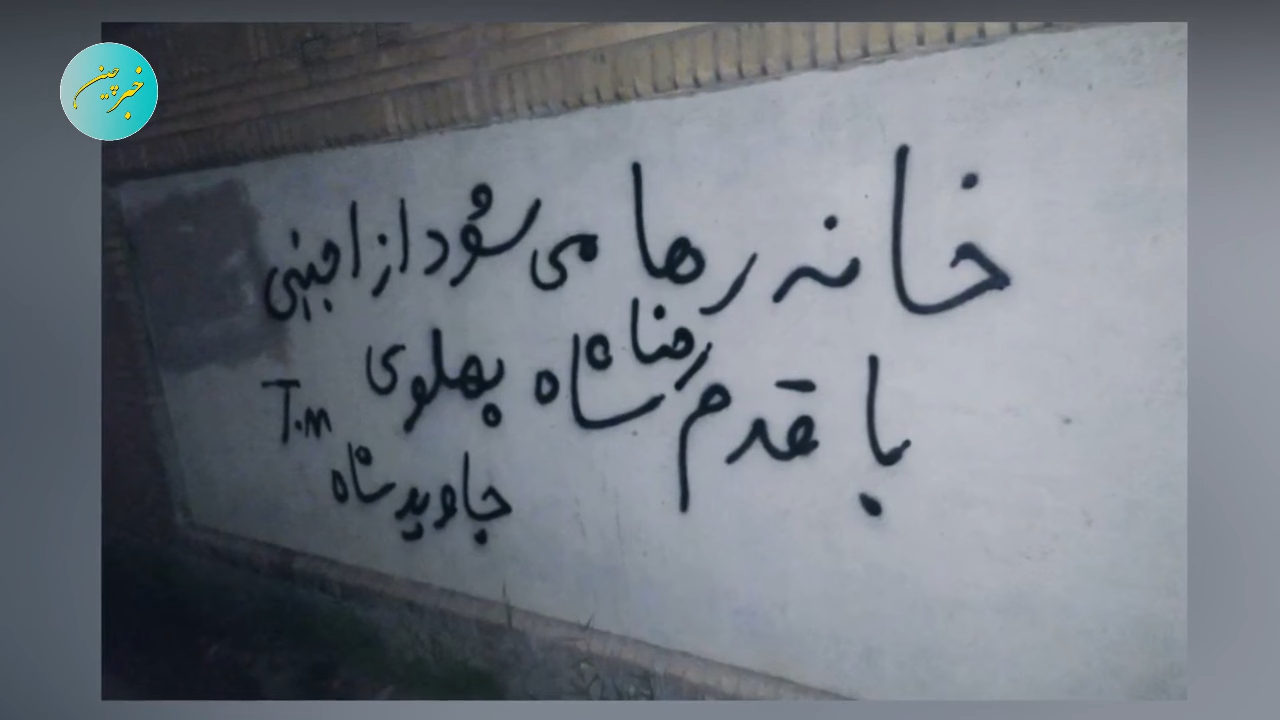 خبرچین
خانه رها می شود از اجنبی
با قدم رضا شاه پهلوی
T.M
جاوید شاه